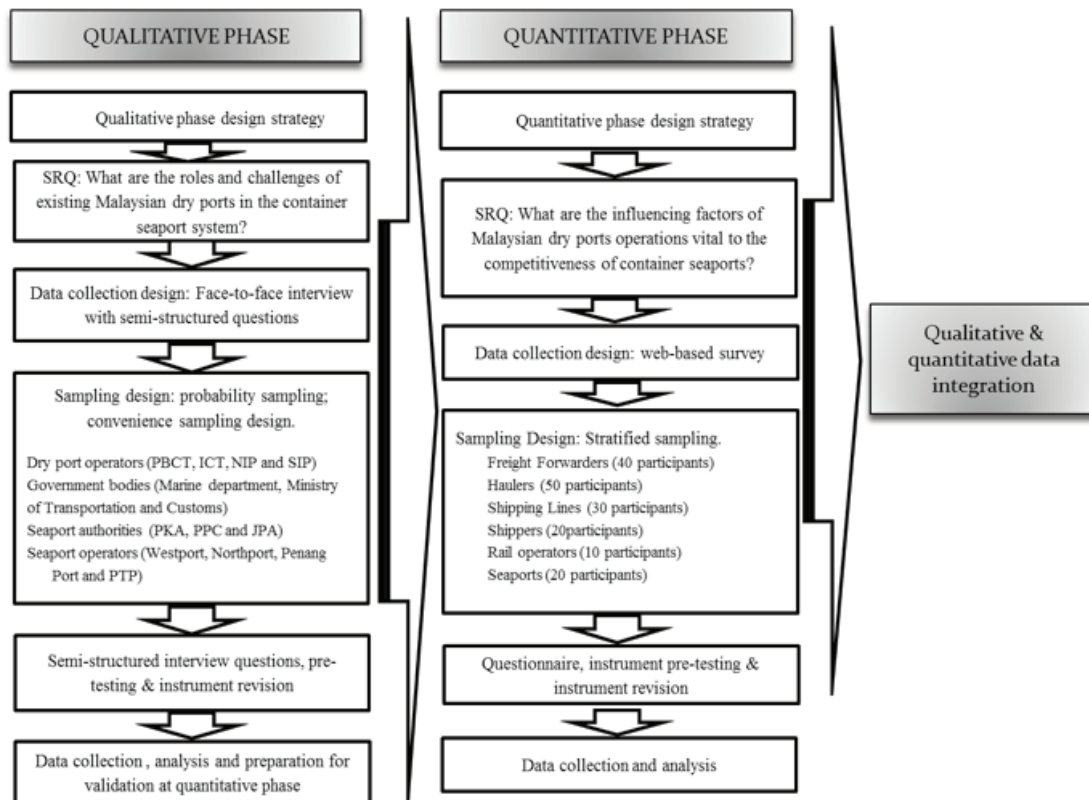 QUALITATIVE PHASE
Qualitative phase design strategy
SRQ: What are the roles and challenges of
existing Malaysian dry ports in the container
seaport system?
Data collection design: Face-to-face interview
with semi-structured questions
Sampling design: probability sampling;
convenience sampling design.
Dry port operators (PBCT, ICT, NIP and SIP)
Government bodies (Marine department, Ministry
of Transportation and Customs)
Seaport authorities (PKA, PPC and JPA)
Seaport operators (Westport, Northport, Penang
Port and PTP)
Semi-structured interview questions, pre-
testing & instrument revision
Data collection , analysis and preparation for
validation at quantitative phase
QUANTITATIVE PHASE
Quantitative phase design strategy
SRQ: What are the influencing factors of
Malaysian dry ports operations vital to the
competitiveness of container seaports?
Data collection design: web-based survey
Sampling Design: Stratified sampling.
Freight Forwarders (40 participants)
Haulers (50 participants)
Shipping Lines (30 participants)
Shippers (20participants)
Rail operators (10 participants)
Seaports (20 participants)
Questionnaire, instrument pre-testing &
instrument revision
Data collection and analysis
Qualitative &
quantitative data
integration